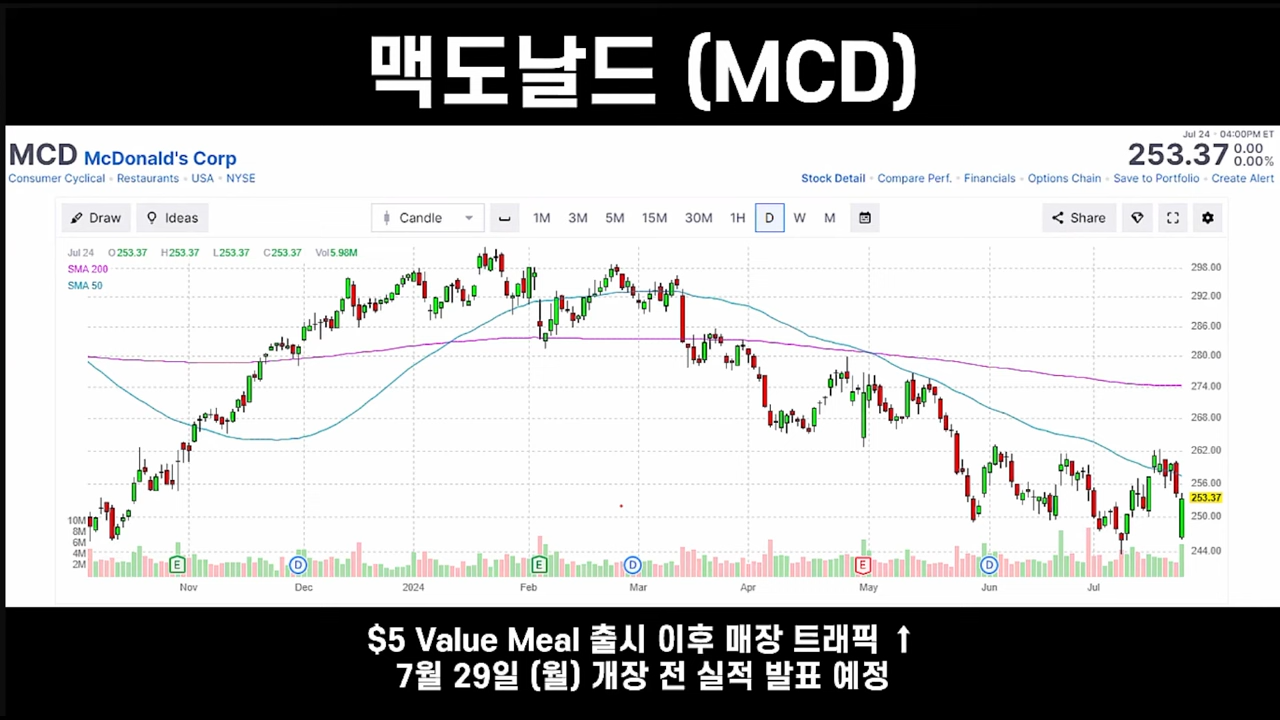 맥도날드 (MCD)
Jul 24 - 04:00PM ET
MCD McDonald's Corp
253.37 0.00 0.00%
Consumer Cyclical • Restaurants • USA • NYSE
Stock Detail • Compare Perf. • Financials • Options Chain • Save to Portfolio • Create Alert
Draw Ideas Candle 1M 3M 5M 15M 30M 1H D W M Share
Jul 24 O253.37 H253.37 L253.37 C253.37 Vol5.98M
SMA 200
SMA 50
298.00
292.00
286.00
280.00
274.00
268.00
262.00
256.00
253.37
250.00
244.00
10M
8M
6M
4M
2M
E D E D E D
Nov Dec 2024 Feb Mar Apr May Jun Jul
$5 Value Meal 출시 이후 매장 트래픽 ↑
7월 29일 (월) 개장 전 실적 발표 예정